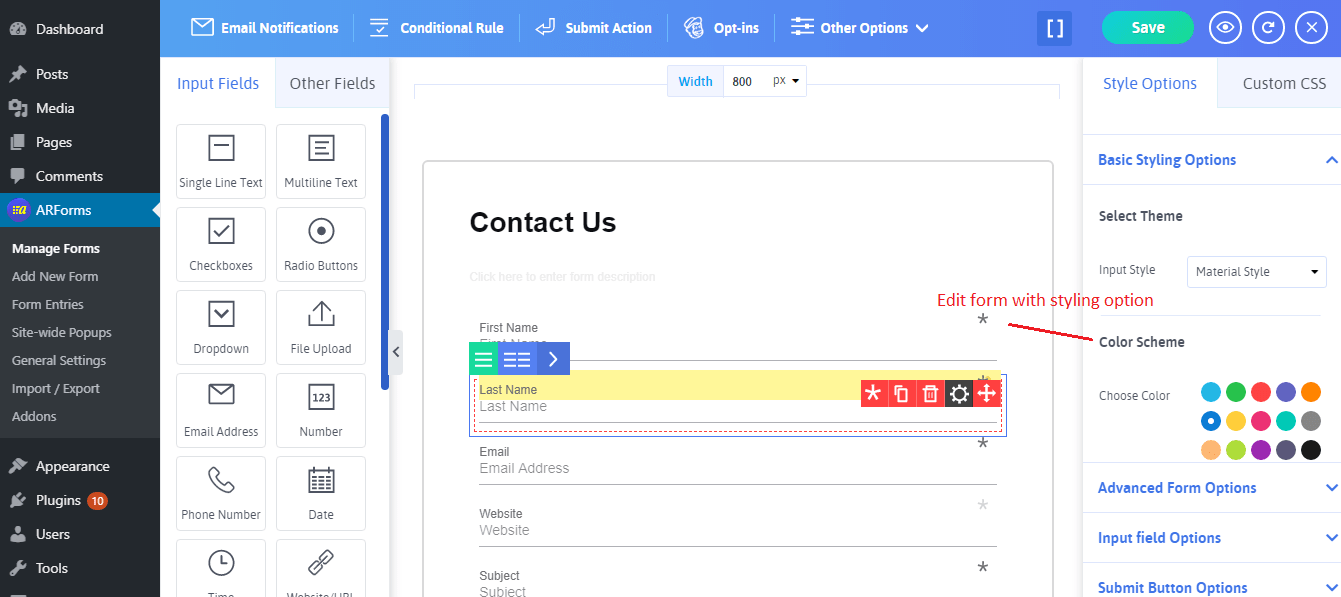 Dashboard
Posts
Media
Pages
Comments
ARForms
Manage Forms
Add New Form
Form Entries
Site-wide Popups
General Settings
Import / Export
Addons
Appearance
Plugins 10
Users
Tools
Email Notifications
Conditional Rule
Submit Action
Opt-ins
Other Options
[ ]
Save
Input Fields
Other Fields
Single Line Text
Multiline Text
Checkboxes
Radio Buttons
Dropdown
File Upload
Email Address
123
Number
Phone Number
Date
Time
Website/URL
Width 800 px
Contact Us
Click here to enter form description
First Name *
First Name
Last Name *
Last Name
Email *
Email Address
Website *
Website
Subject *
Subject
Edit form with styling option
Style Options
Custom CSS
Basic Styling Options
Select Theme
Input Style
Material Style
Color Scheme
Choose Color
Advanced Form Options
Input field Options
Submit Button Options